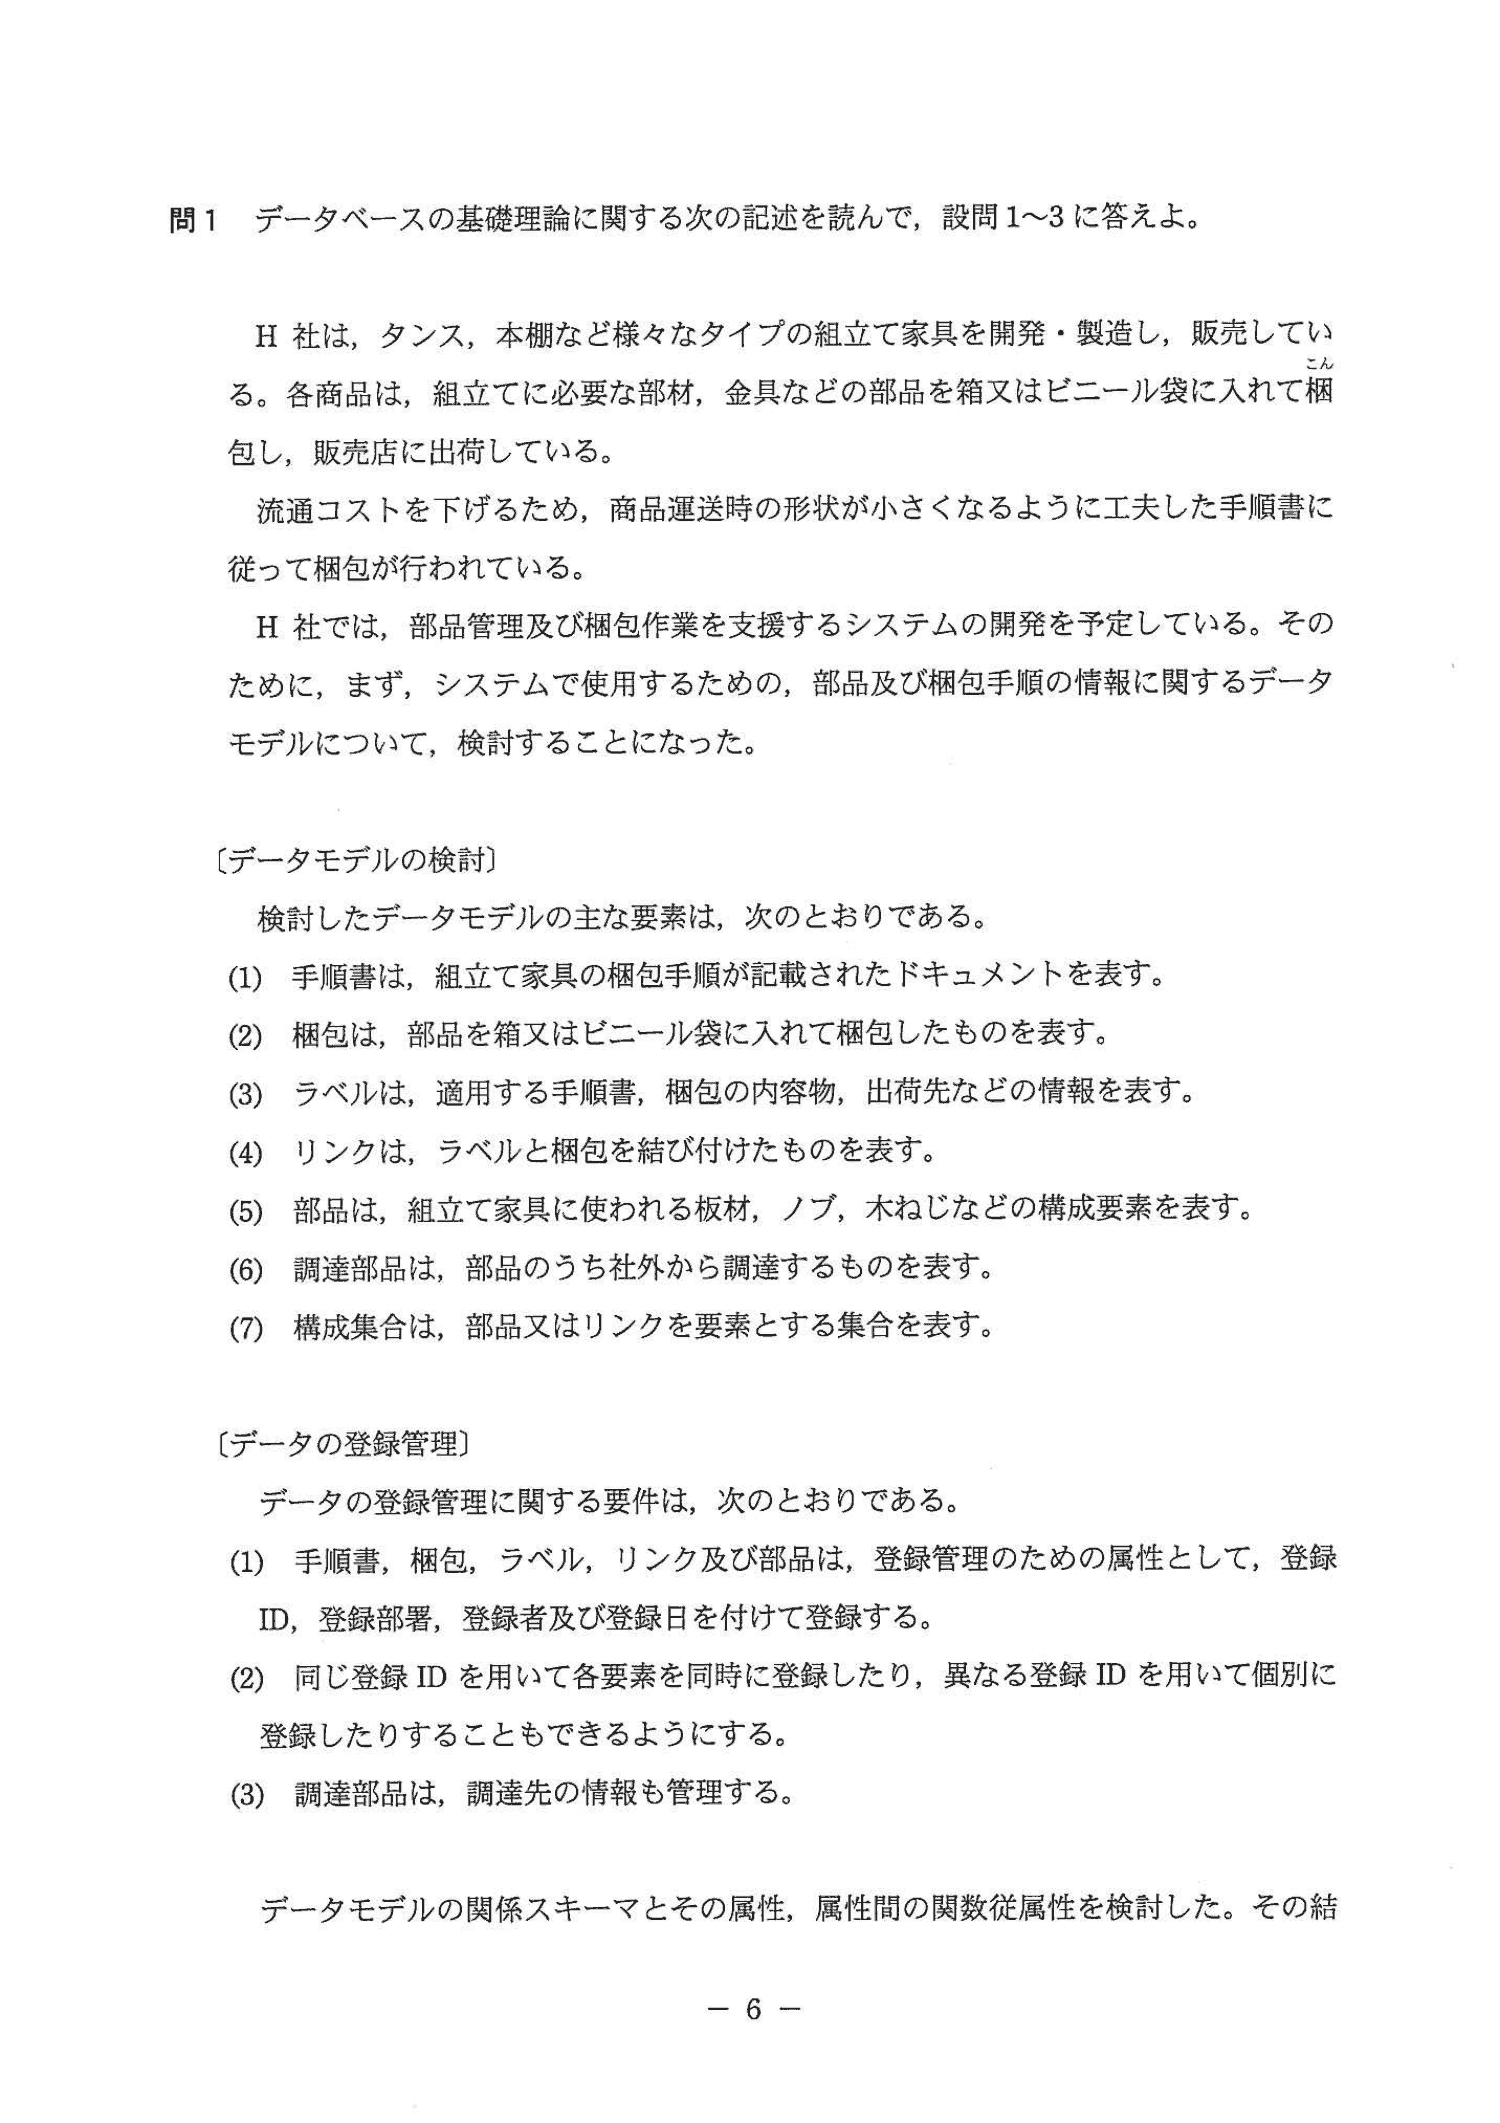 問1　データベースの基礎理論に関する次の記述を読んで，設問1～3に答えよ。
H 社は，タンス，本棚など様々なタイプの組立て家具を開発・製造し，販売してい
る。各商品は，組立てに必要な部材，金具などの部品を箱又はビニール袋に入れて梱
こん
包し，販売店に出荷している。
流通コストを下げるため，商品運送時の形状が小さくなるように工夫した手順書に
従って梱包が行われている。
H 社では，部品管理及び梱包作業を支援するシステムの開発を予定している。その
ために，まず，システムで使用するための，部品及び梱包手順の情報に関するデータ
モデルについて，検討することになった。
〔データモデルの検討〕
検討したデータモデルの主な要素は，次のとおりである。
(1)　手順書は，組立て家具の梱包手順が記載されたドキュメントを表す。
(2)　梱包は，部品を箱又はビニール袋に入れて梱包したものを表す。
(3)　ラベルは，適用する手順書，梱包の内容物，出荷先などの情報を表す。
(4)　リンクは，ラベルと梱包を結び付けたものを表す。
(5)　部品は，組立て家具に使われる板材，ノブ，木ねじなどの構成要素を表す。
(6)　調達部品は，部品のうち社外から調達するものを表す。
(7)　構成集合は，部品又はリンクを要素とする集合を表す。
〔データの登録管理〕
データの登録管理に関する要件は，次のとおりである。
(1)　手順書，梱包，ラベル，リンク及び部品は，登録管理のための属性として，登録
ID，登録部署，登録者及び登録日を付けて登録する。
(2)　同じ登録 ID を用いて各要素を同時に登録したり，異なる登録 ID を用いて個別に
登録したりすることもできるようにする。
(3)　調達部品は，調達先の情報も管理する。
データモデルの関係スキーマとその属性，属性間の関数従属性を検討した。その結
－ 6 －